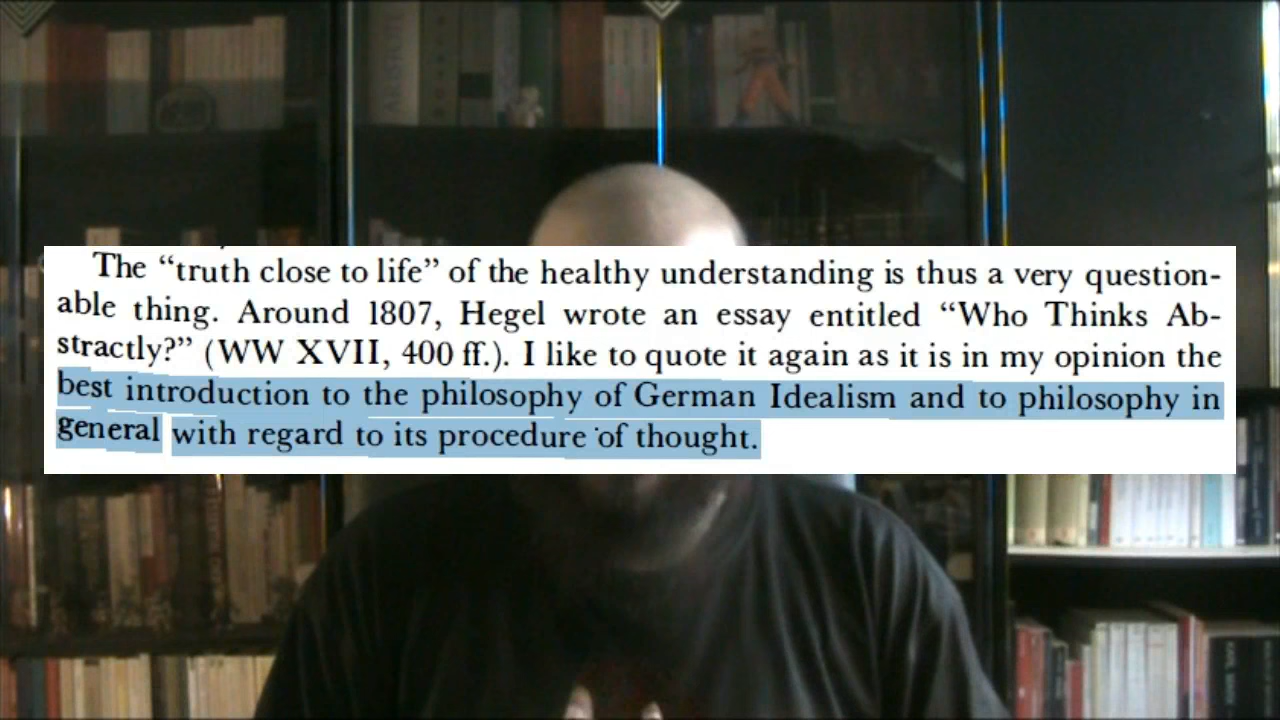 The “truth close to life” of the healthy understanding is thus a very question-
able thing. Around 1807, Hegel wrote an essay entitled “Who Thinks Ab-
stractly?” (WW XVII, 400 ff.). I like to quote it again as it is in my opinion the
best introduction to the philosophy of German Idealism and to philosophy in
general with regard to its procedure of thought.